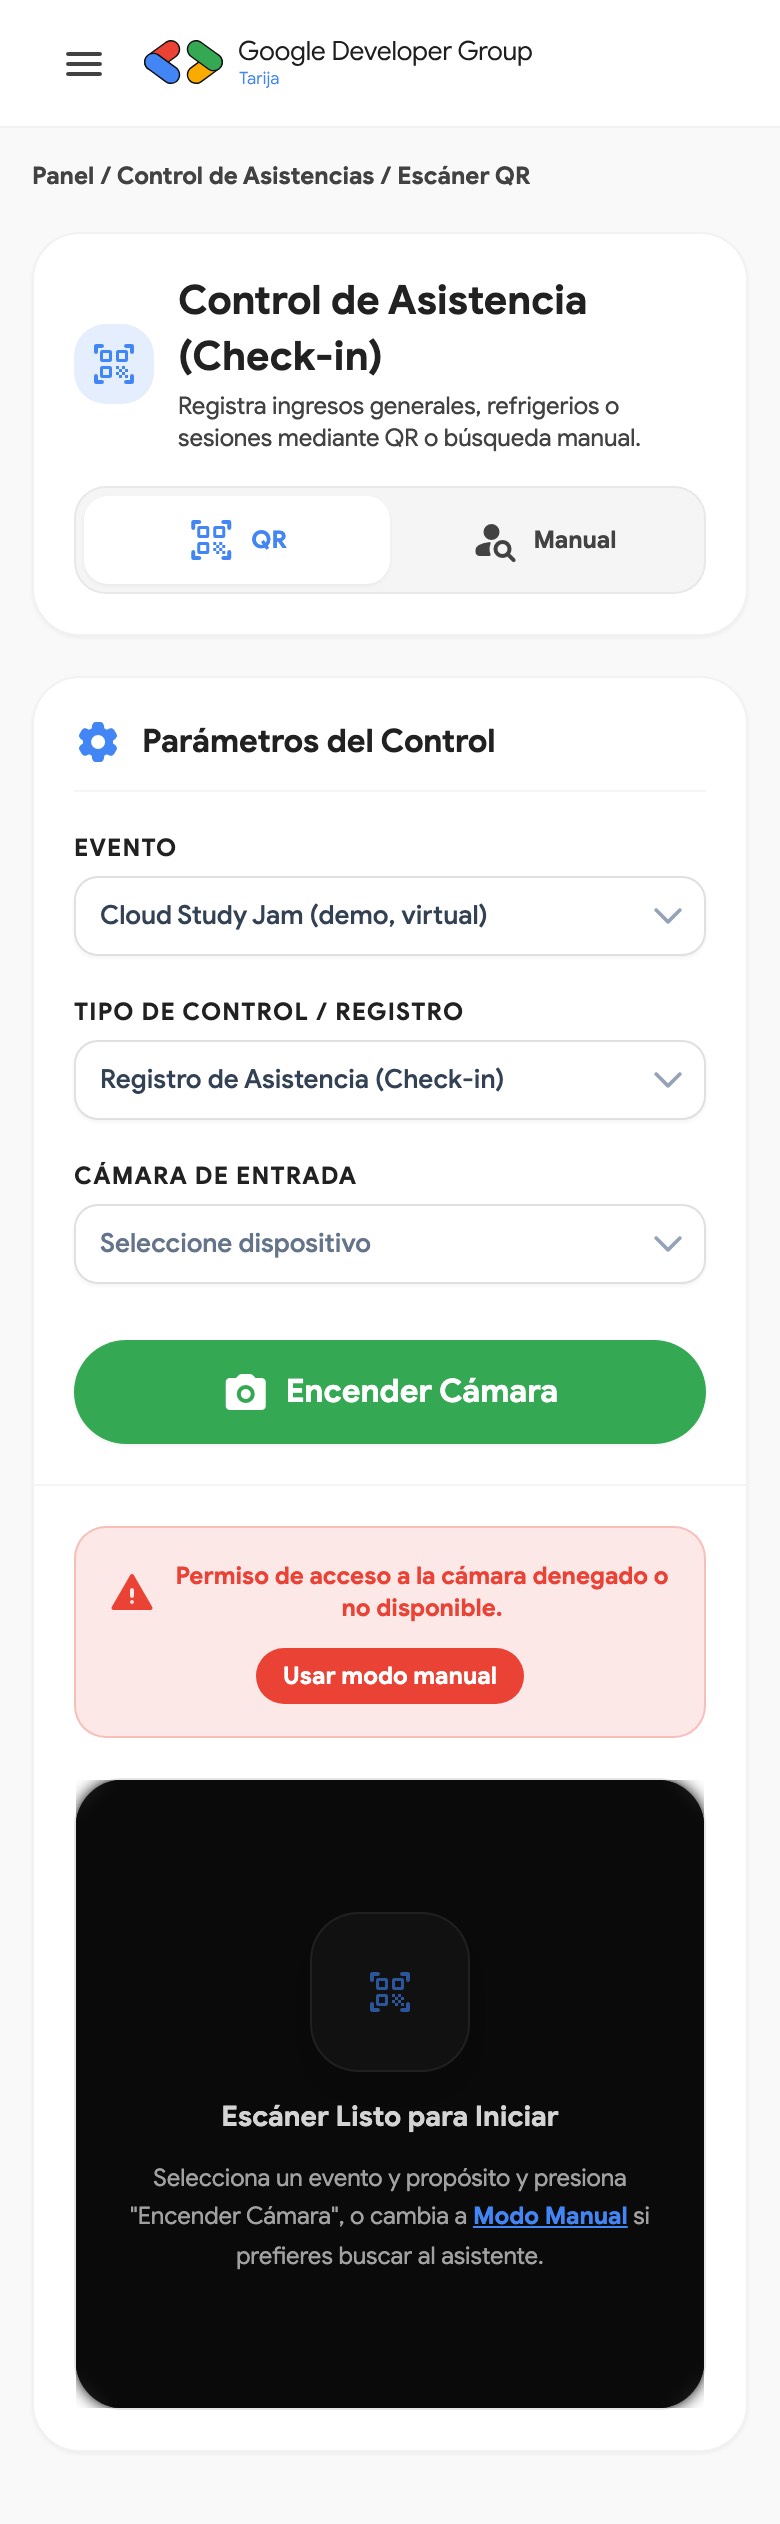 Google Developer Group
Tarija
Panel / Control de Asistencias / Escáner QR
Control de Asistencia
(Check-in)
Registra ingresos generales, refrigerios o
sesiones mediante QR o búsqueda manual.
QR
Manual
Parámetros del Control
EVENTO
Cloud Study Jam (demo, virtual)
TIPO DE CONTROL / REGISTRO
Registro de Asistencia (Check-in)
CÁMARA DE ENTRADA
Seleccione dispositivo
Encender Cámara
Permiso de acceso a la cámara denegado o
no disponible.
Usar modo manual
Escáner Listo para Iniciar
Selecciona un evento y propósito y presiona
"Encender Cámara", o cambia a Modo Manual si
prefieres buscar al asistente.